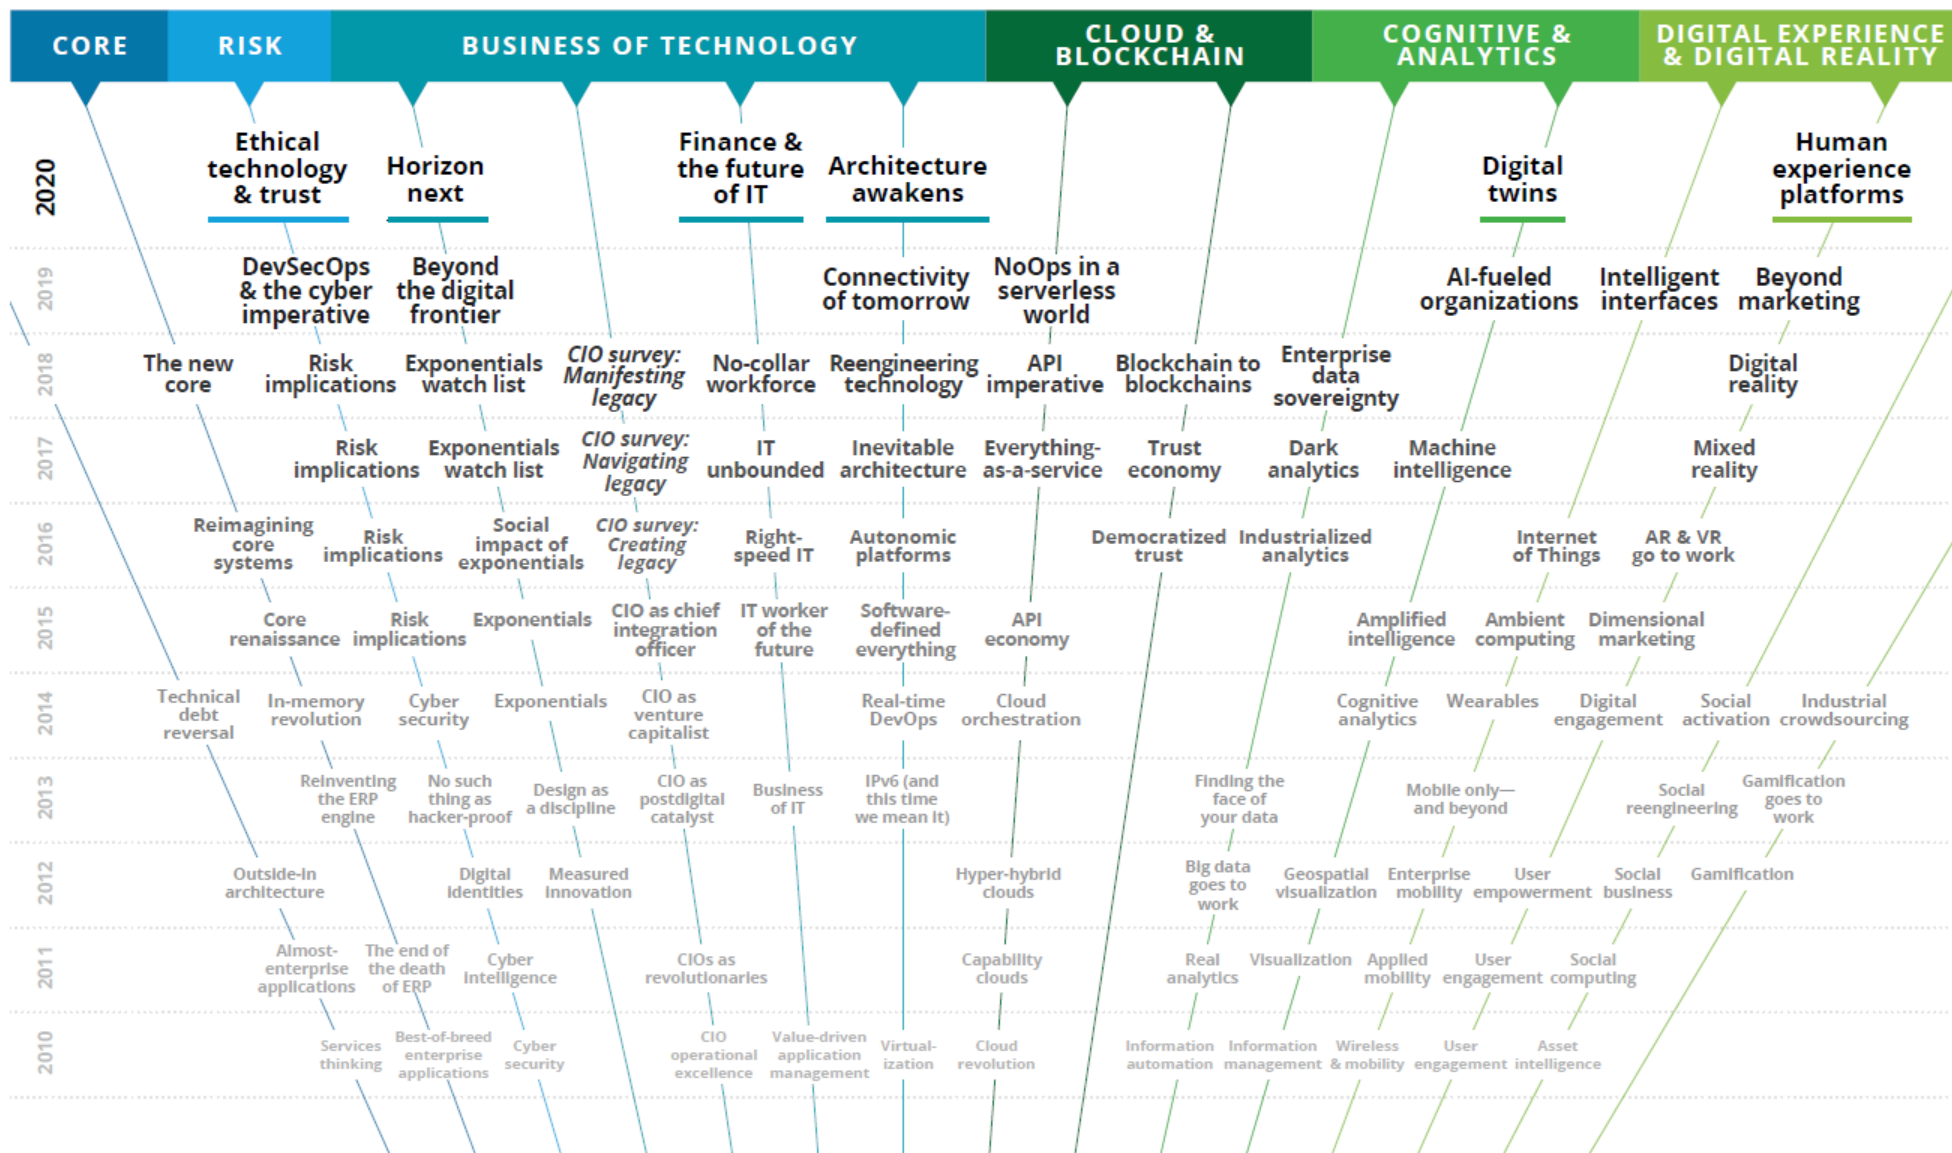 CORE
RISK
BUSINESS OF TECHNOLOGY
CLOUD &
BLOCKCHAIN
COGNITIVE &
ANALYTICS
DIGITAL EXPERIENCE
& DIGITAL REALITY
2020
Ethical
technology
& trust
Horizon
next
Finance &
the future
of IT
Architecture
awakens
Digital
twins
Human
experience
platforms
2019
DevSecOps
& the cyber
imperative
Beyond
the digital
frontier
Connectivity
of tomorrow
NoOps in a
serverless
world
AI-fueled
organizations
Intelligent
interfaces
Beyond
marketing
2018
The new
core
Risk
implications
Exponentials
watch list
CIO survey:
Manifesting
legacy
No-collar
workforce
Reengineering
technology
API
imperative
Blockchain to
blockchains
Enterprise
data
sovereignty
Digital
reality
2017
Risk
implications
Exponentials
watch list
CIO survey:
Navigating
legacy
IT
unbounded
Inevitable
architecture
Everything-
as-a-service
Trust
economy
Dark
analytics
Machine
intelligence
Mixed
reality
2016
Reimagining
core
systems
Risk
implications
Social
impact of
exponentials
CIO survey:
Creating
legacy
Right-
speed IT
Autonomic
platforms
Democratized
trust
Industrialized
analytics
Internet
of Things
AR & VR
go to work
2015
Core
renaissance
Risk
implications
Exponentials
CIO as chief
integration
officer
IT worker
of the
future
Software-
defined
everything
API
economy
Amplified
intelligence
Ambient
computing
Dimensional
marketing
2014
Technical
debt
reversal
In-memory
revolution
Cyber
security
Exponentials
CIO as
venture
capitalist
Real-time
DevOps
Cloud
orchestration
Cognitive
analytics
Wearables
Digital
engagement
Social
activation
Industrial
crowdsourcing
2013
Reinventing
the ERP
engine
No such
thing as
hacker-proof
Design as
a discipline
CIO as
postdigital
catalyst
Business
of IT
IPv6 (and
this time
we mean it)
Finding the
face of
your data
Mobile only—
and beyond
Social
reengineering
Gamification
goes to
work
2012
Outside-in
architecture
Digital
identities
Measured
innovation
Hyper-hybrid
clouds
Big data
goes to
work
Geospatial
visualization
Enterprise
mobility
User
empowerment
Social
business
Gamification
2011
Almost-
enterprise
applications
The end of
the death
of ERP
Cyber
intelligence
CIOs as
revolutionaries
Capability
clouds
Real
analytics
Visualization
Applied
mobility
User
engagement
Social
computing
2010
Services
thinking
Best-of-breed
enterprise
applications
Cyber
security
CIO
operational
excellence
Value-driven
application
management
Virtual-
ization
Cloud
revolution
Information
automation
Information
management
Wireless
& mobility
User
engagement
Asset
intelligence